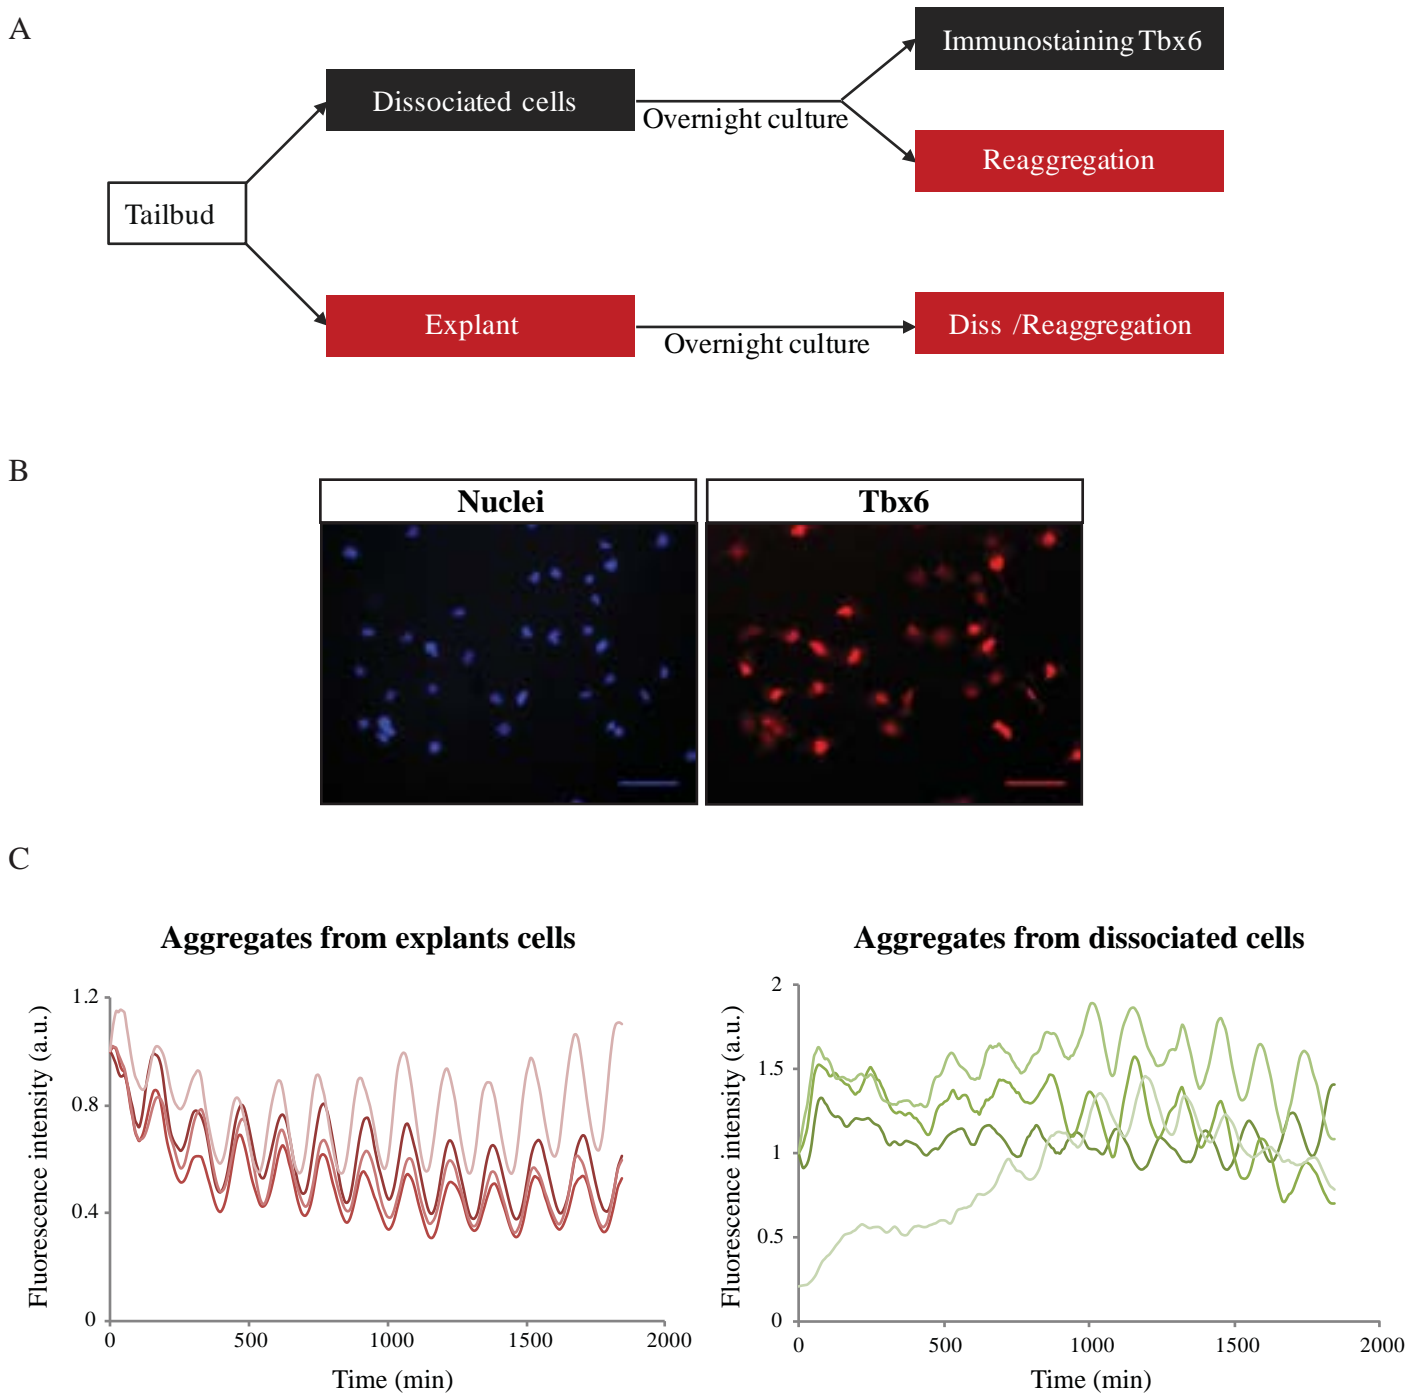 A
Immunostaining Tbx6
Dissociated cells
Overnight culture
Reaggregation
Tailbud
Explant
Overnight culture
Diss /Reaggregation
B
Nuclei
Tbx6
C
Aggregates from explants cells
Fluorescence intensity (a.u.)
1.2
0.8
0.4
0
0
500
1000
1500
2000
Time (min)
Aggregates from dissociated cells
Fluorescence intensity (a.u.)
2
1.5
1
0.5
0
0
500
1000
1500
2000
Time (min)